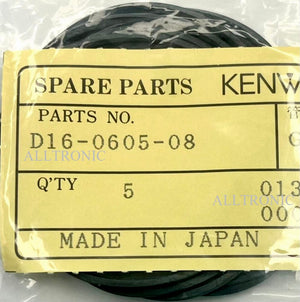 SPARE PARTS KENW
PARTS NO.
D16-0605-08
ALLTRONIC
Q'TY 5 013
ALLTRONIC 00
MADE IN JAPAN